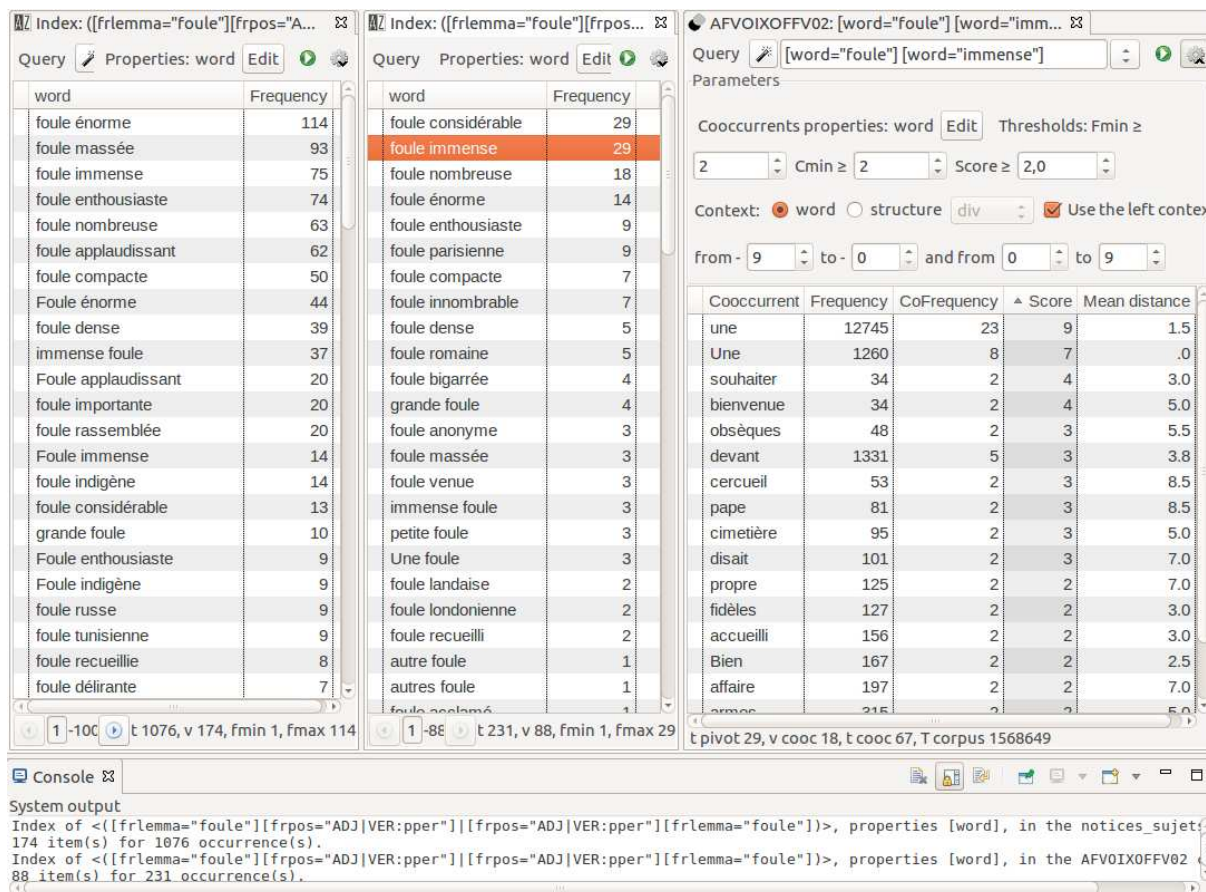 Index: ([frlemma="foule"][frpos="A...
Query Properties: word Edit
word Frequency
foule énorme 114
foule massée 93
foule immense 75
foule enthousiaste 74
foule nombreuse 63
foule applaudissant 62
foule compacte 50
Foule énorme 44
foule dense 39
immense foule 37
Foule applaudissant 20
foule importante 20
foule rassemblée 20
Foule immense 14
foule indigène 14
foule considérable 13
grande foule 10
Foule enthousiaste 9
Foule indigène 9
foule russe 9
foule tunisienne 9
foule recueillie 8
foule délirante 7
1 -100 t 1076, v 174, fmin 1, fmax 114
Index: ([frlemma="foule"][frpos...
Query Properties: word Edit
word Frequency
foule considérable 29
foule immense 29
foule nombreuse 18
foule énorme 14
foule enthousiaste 9
foule parisienne 9
foule compacte 7
foule innombrable 7
foule dense 5
foule romaine 5
foule bigarrée 4
grande foule 4
foule anonyme 3
foule massée 3
foule venue 3
immense foule 3
petite foule 3
Une foule 3
foule landaise 2
foule londonienne 2
foule recueilli 2
autre foule 1
autres foule 1
foule acclamé 1
1 -88 t 231, v 88, fmin 1, fmax 29
AFVOIXOFFV02: [word="foule"] [word="imm...
Query [word="foule"] [word="immense"]
Parameters
Cooccurrents properties: word Edit Thresholds: Fmin ≥
2 Cmin ≥ 2 Score ≥ 2,0
Context: word structure div Use the left contex
from - 9 to - 0 and from 0 to 9
Cooccurrent Frequency CoFrequency Score Mean distance
une 12745 23 9 1.5
Une 1260 8 7 .0
souhaiter 34 2 4 3.0
bienvenue 34 2 4 5.0
obsèques 48 2 3 5.5
devant 1331 5 3 3.8
cercueil 53 2 3 8.5
pape 81 2 3 8.5
cimetière 95 2 3 5.0
disait 101 2 3 7.0
propre 125 2 2 7.0
fidèles 127 2 2 3.0
accueilli 156 2 2 3.0
Bien 167 2 2 2.5
affaire 197 2 2 7.0
armes 315 2 2 5.0
t pivot 29, v cooc 18, t cooc 67, T corpus 1568649
Console
System output
Index of <([frlemma="foule"][frpos="ADJ|VER:pper"]|[frpos="ADJ|VER:pper"][frlemma="foule"])>, properties [word], in the notices_sujets
174 item(s) for 1076 occurrence(s).
Index of <([frlemma="foule"][frpos="ADJ|VER:pper"]|[frpos="ADJ|VER:pper"][frlemma="foule"])>, properties [word], in the AFVOIXOFFV02
88 item(s) for 231 occurrence(s).